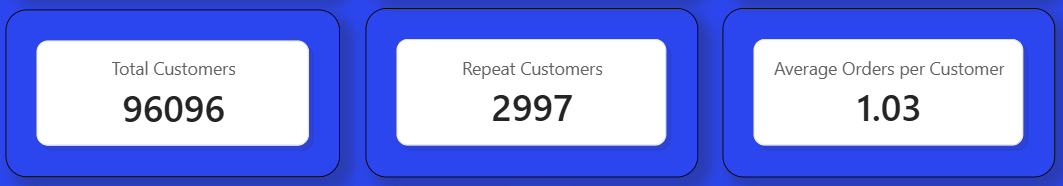 Total Customers
96096
Repeat Customers
2997
Average Orders per Customer
1.03